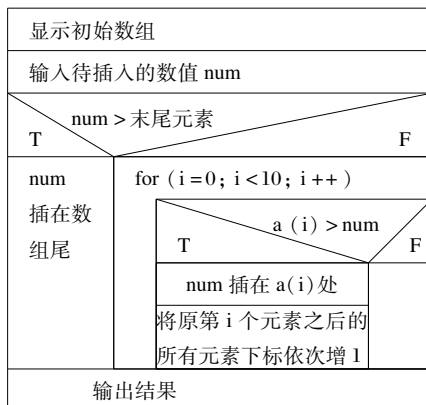 显示初始数组
输入待插入的数值 num
num > 末尾元素
T
F
num
插在数
组尾
for (i=0; i<10; i++)
a (i) >num
T
F
num 插在 a(i) 处
将原第 i 个元素之后的
所有元素下标依次增 1
输出结果